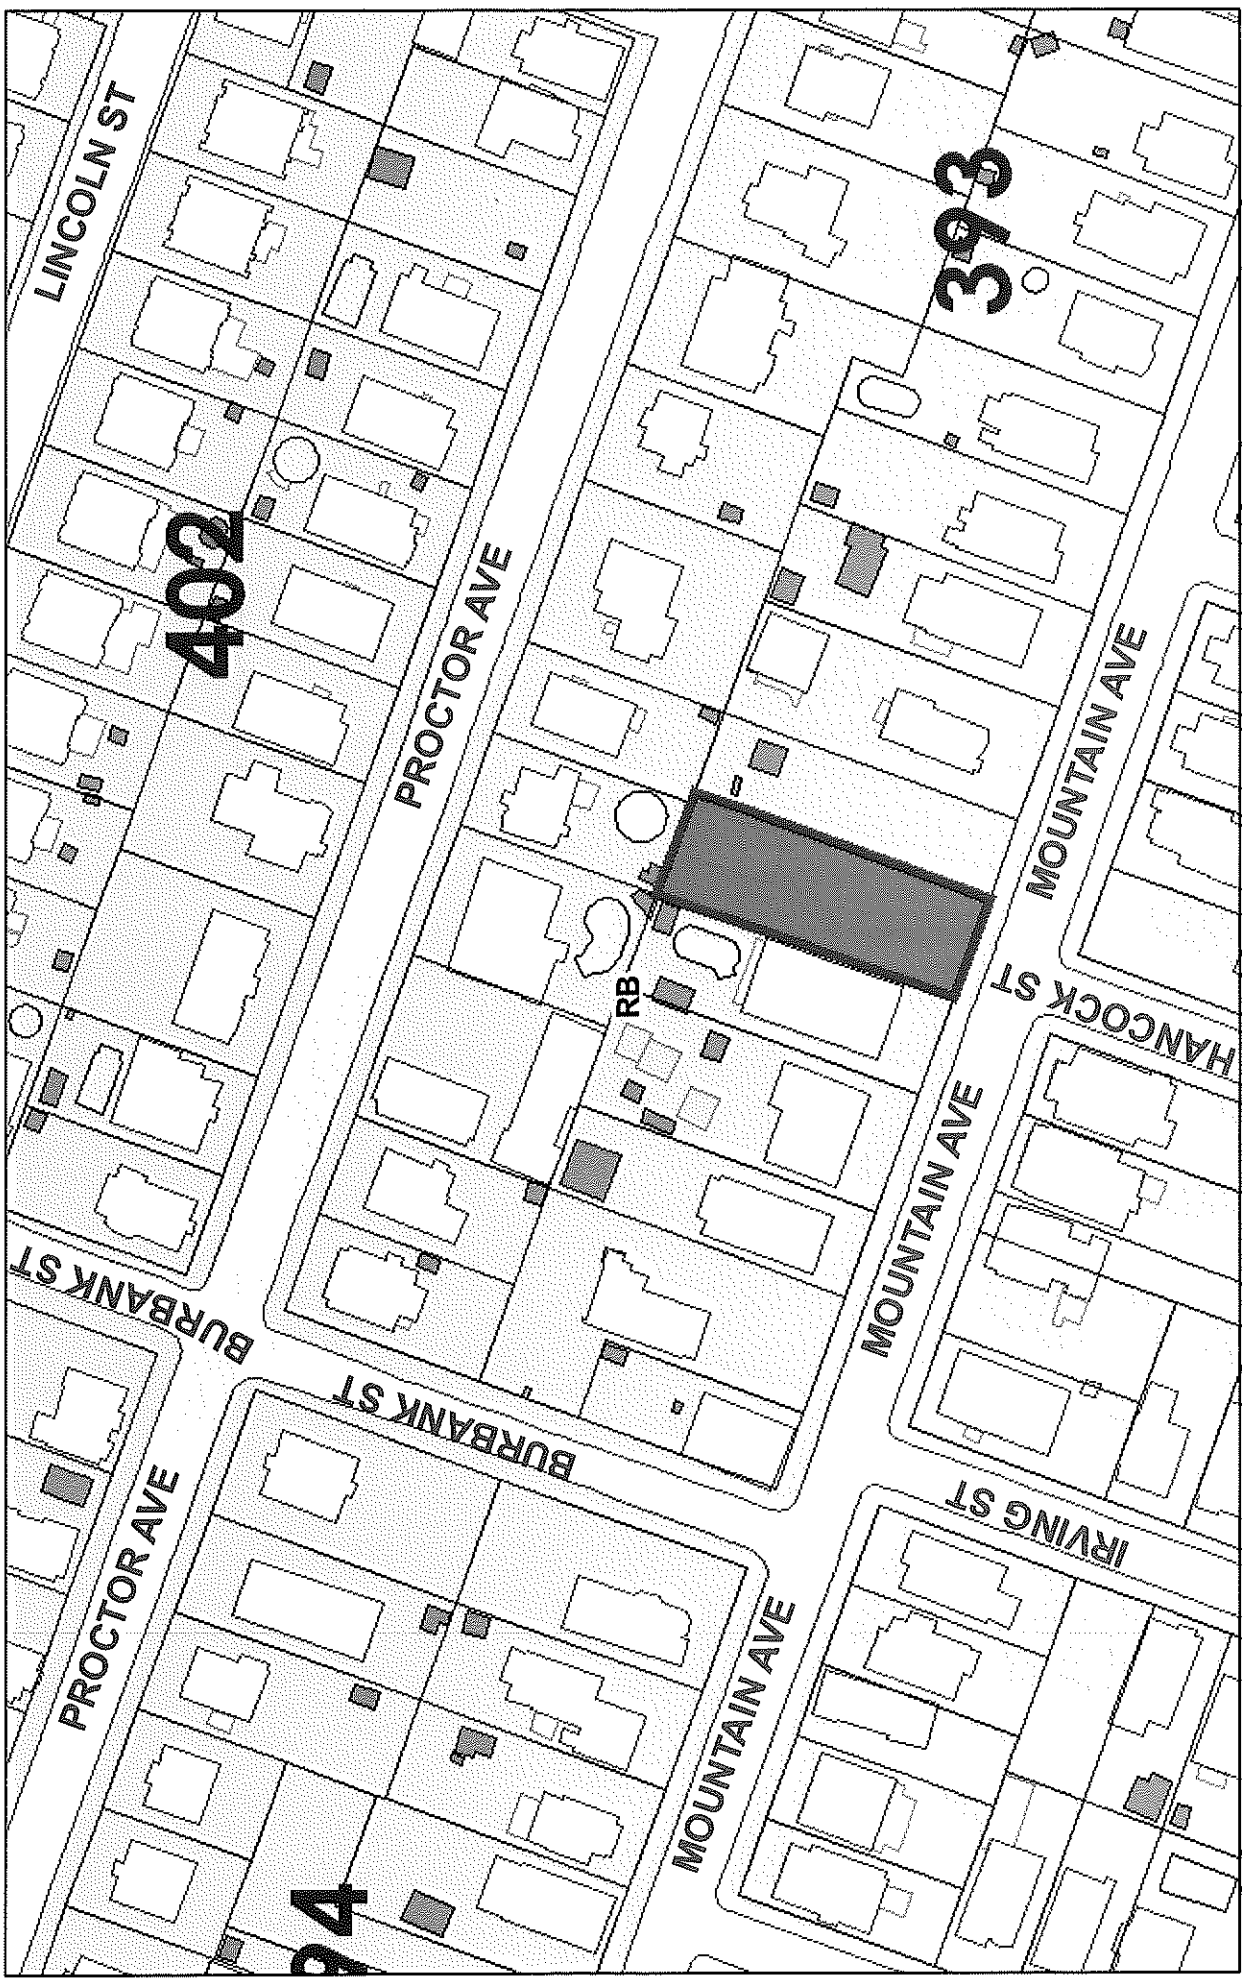 LINCOLN ST
393
402
PROCTOR AVE
MOUNTAIN AVE
RB
HANCOCK ST
MOUNTAIN AVE
BURBANK ST
BURBANK ST
IRVING ST
PROCTOR AVE
MOUNTAIN AVE
94